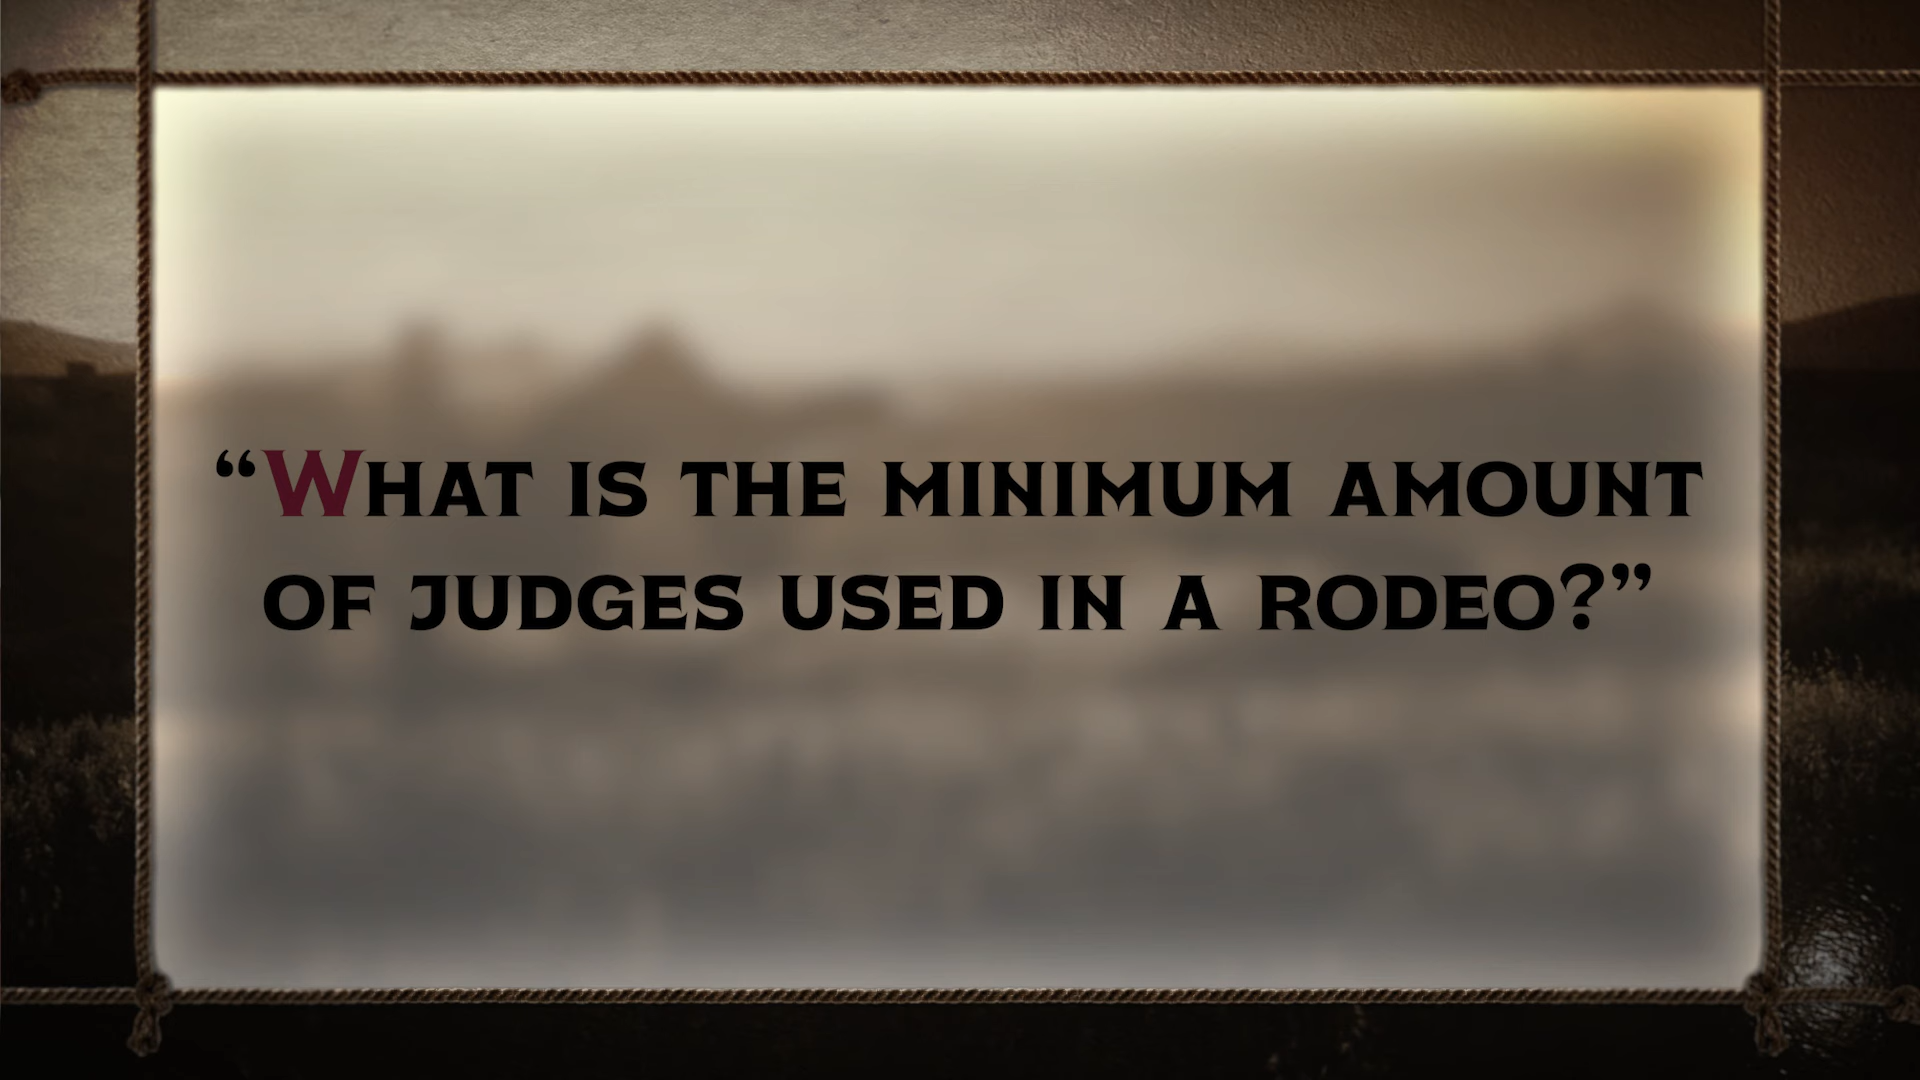 “What is the minimum amount
of judges used in a rodeo?”